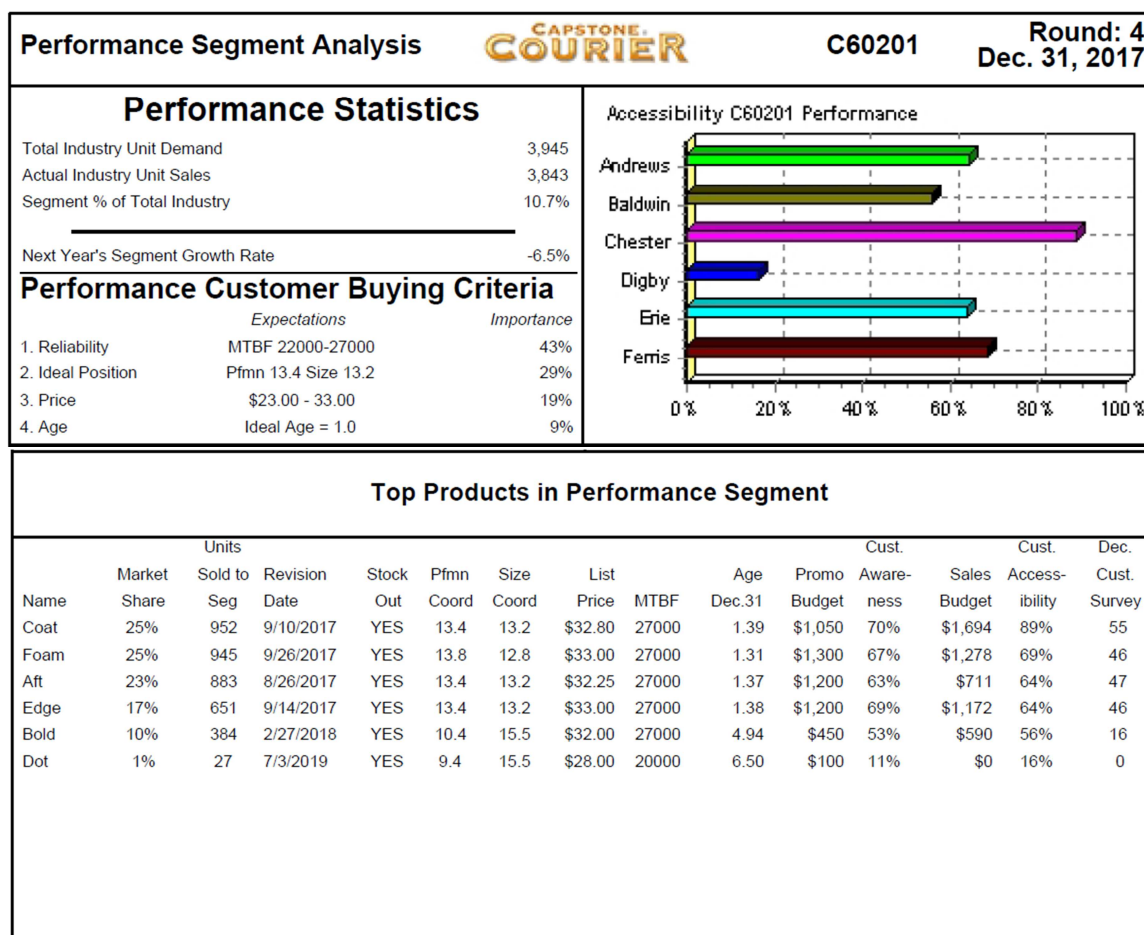 Performance Segment Analysis
CAPSTONE COURIER
C60201
Round: 4
Dec. 31, 2017
Performance Statistics
Total Industry Unit Demand 3,945
Actual Industry Unit Sales 3,843
Segment % of Total Industry 10.7%
Next Year's Segment Growth Rate -6.5%
Performance Customer Buying Criteria
Expectations Importance
1. Reliability MTBF 22000-27000 43%
2. Ideal Position Pfmn 13.4 Size 13.2 29%
3. Price $23.00 - 33.00 19%
4. Age Ideal Age = 1.0 9%
Accessibility C60201 Performance
Andrews
Baldwin
Chester
Digby
Erie
Ferris
0% 20% 40% 60% 80% 100%
Top Products in Performance Segment
Units Cust. Cust. Dec.
Market Sold to Revision Stock Pfmn Size List Age Promo Aware- Sales Access- Cust.
Name Share Seg Date Out Coord Coord Price MTBF Dec.31 Budget ness Budget ibility Survey
Coat 25% 952 9/10/2017 YES 13.4 13.2 $32.80 27000 1.39 $1,050 70% $1,694 89% 55
Foam 25% 945 9/26/2017 YES 13.8 12.8 $33.00 27000 1.31 $1,300 67% $1,278 69% 46
Aft 23% 883 8/26/2017 YES 13.4 13.2 $32.25 27000 1.37 $1,200 63% $711 64% 47
Edge 17% 651 9/14/2017 YES 13.4 13.2 $33.00 27000 1.38 $1,200 69% $1,172 64% 46
Bold 10% 384 2/27/2018 YES 10.4 15.5 $32.00 27000 4.94 $450 53% $590 56% 16
Dot 1% 27 7/3/2019 YES 9.4 15.5 $28.00 20000 6.50 $100 11% $0 16% 0